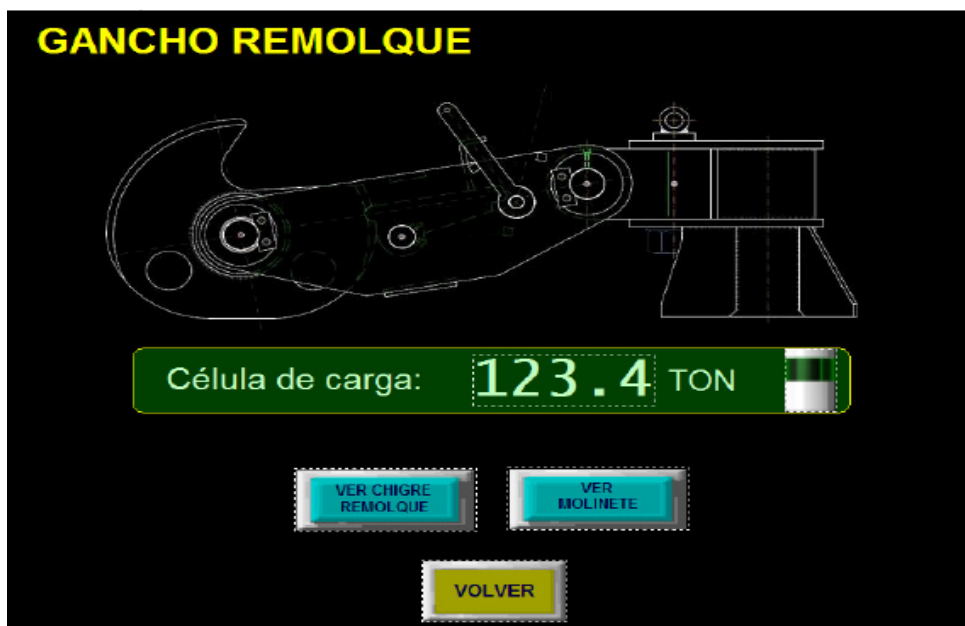 GANCHO REMOLQUE
Célula de carga: 123.4 TON
VER CHIGRE
REMOLQUE
VER
MOLINETE
VOLVER